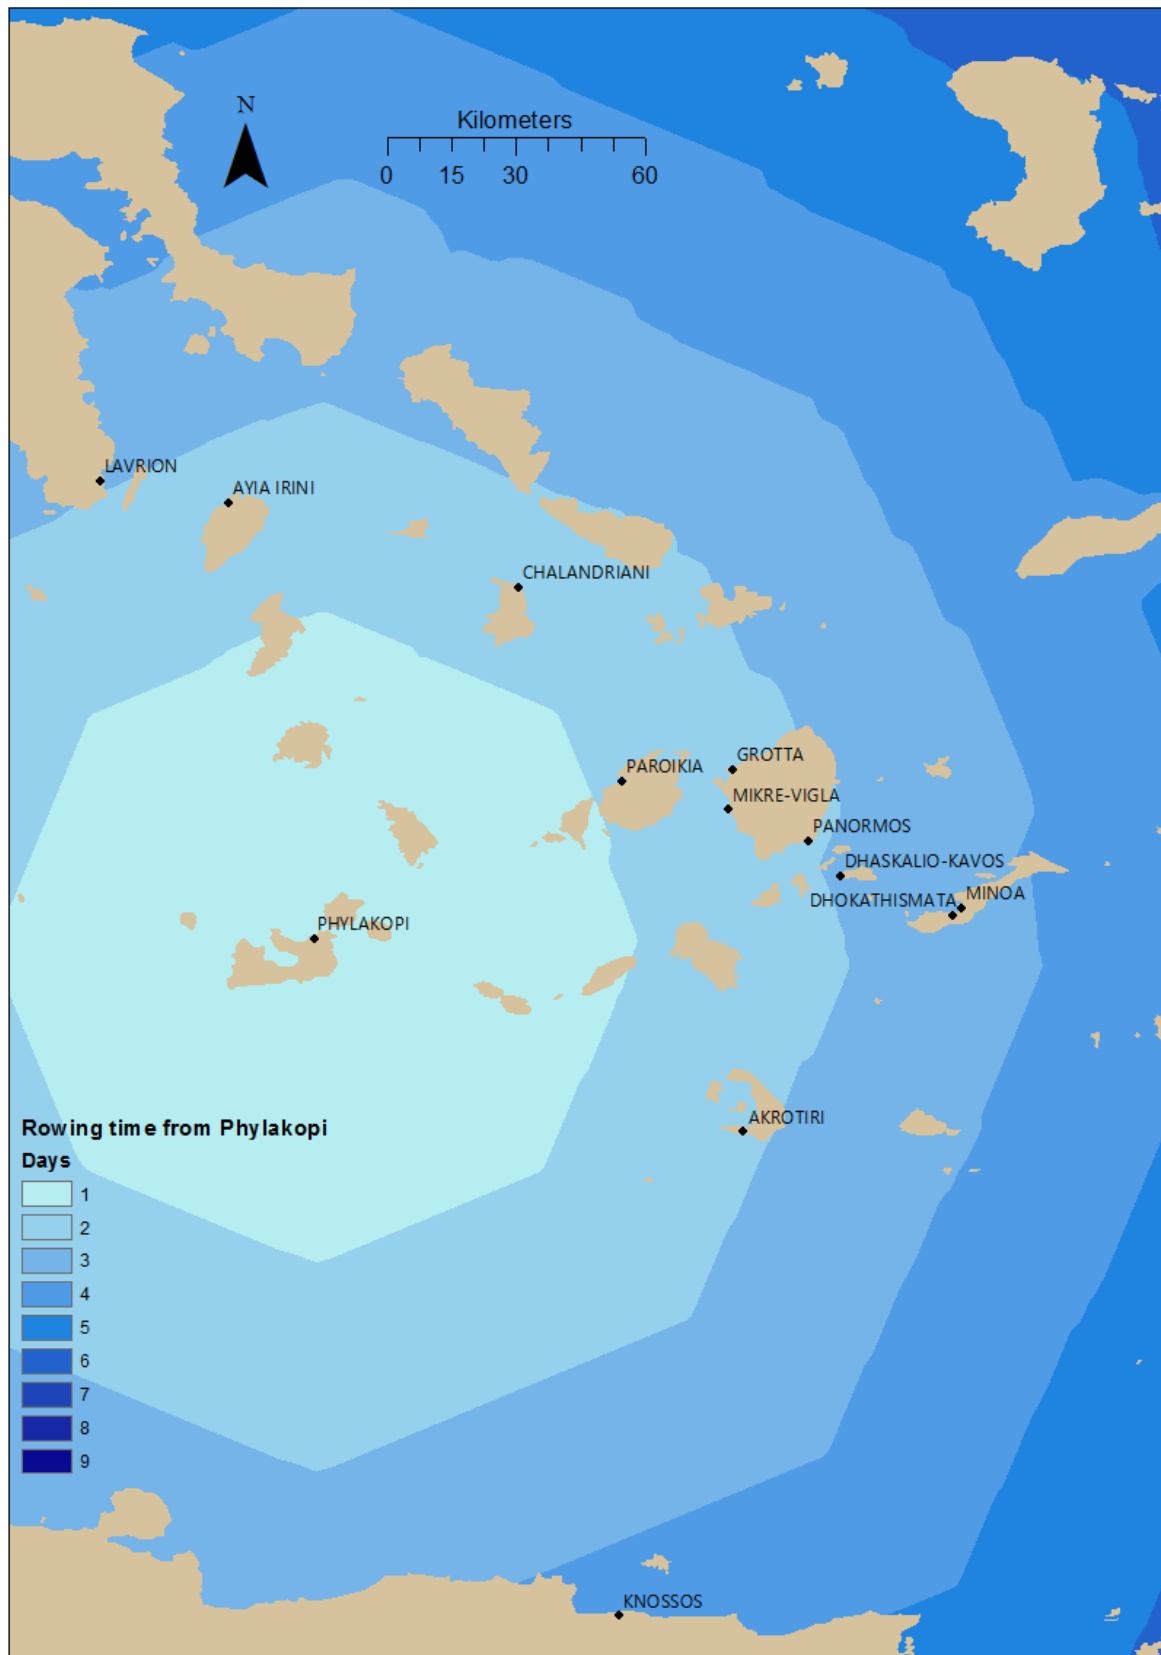 N
Kilometers
0 15 30 60
LAVRION
AYIA IRINI
CHALANDRIANI
GROTTA
PAROIKIA
MIKRE-VIGLA
PANORMOS
DHASKALIO-KAVOS
DHOKATHISMATA MINOA
PHYLAKOPI
AKROTIRI
Rowing time from Phylakopi
Days
1
2
3
4
5
6
7
8
9
KNOSSOS